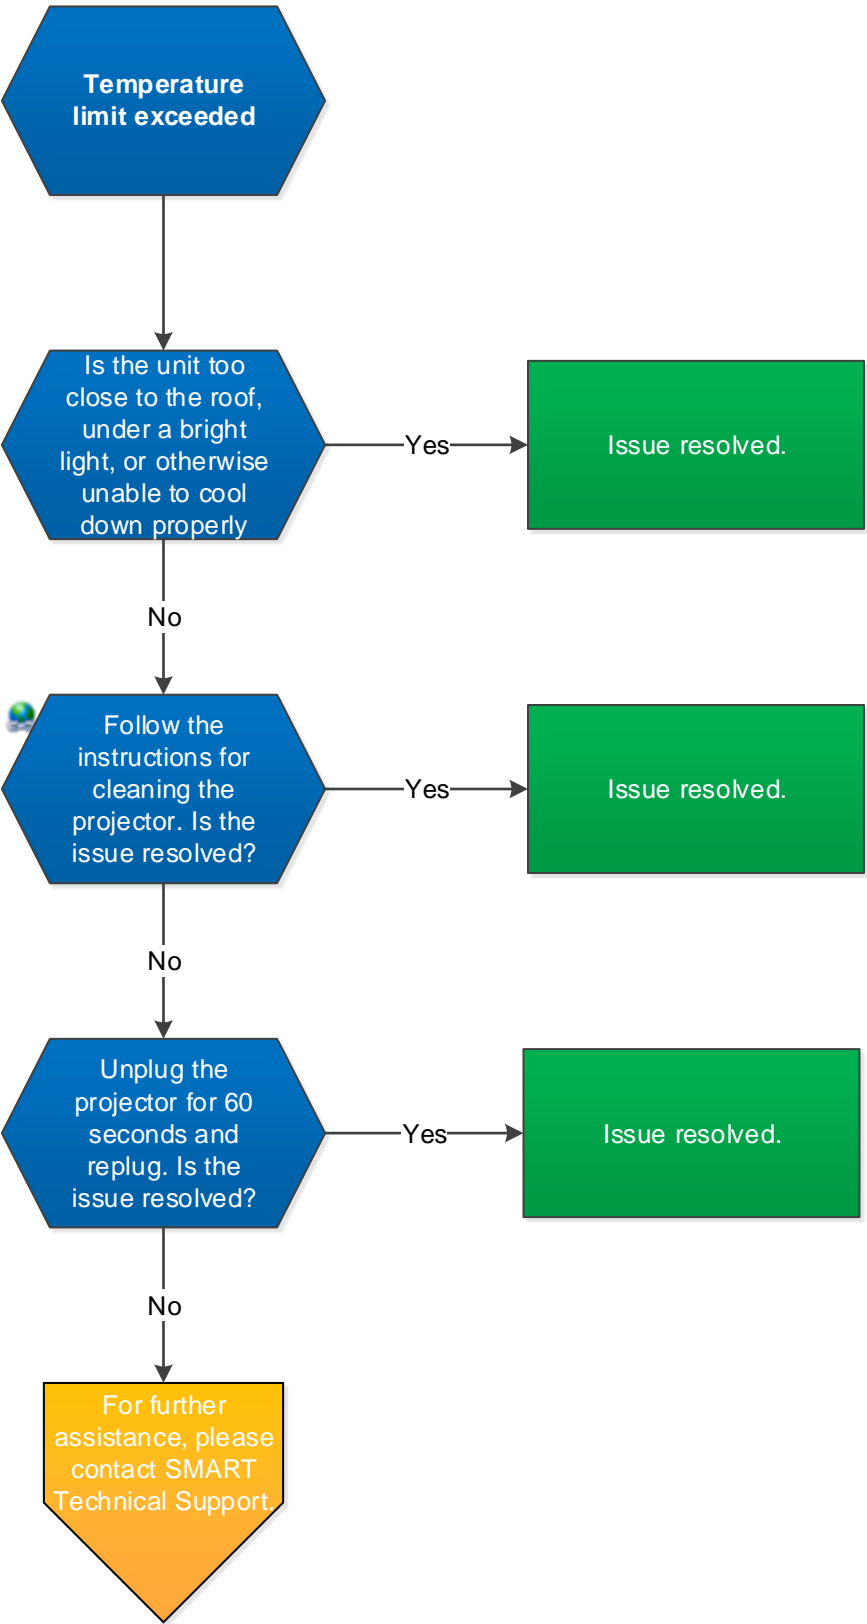 Temperature
limit exceeded
Is the unit too
close to the roof,
under a bright
light, or otherwise
unable to cool
down properly
Yes
Issue resolved.
No
Follow the
instructions for
cleaning the
projector. Is the
issue resolved?
Yes
Issue resolved.
No
Unplug the
projector for 60
seconds and
replug. Is the
issue resolved?
Yes
Issue resolved.
No
For further
assistance, please
contact SMART
Technical Support.